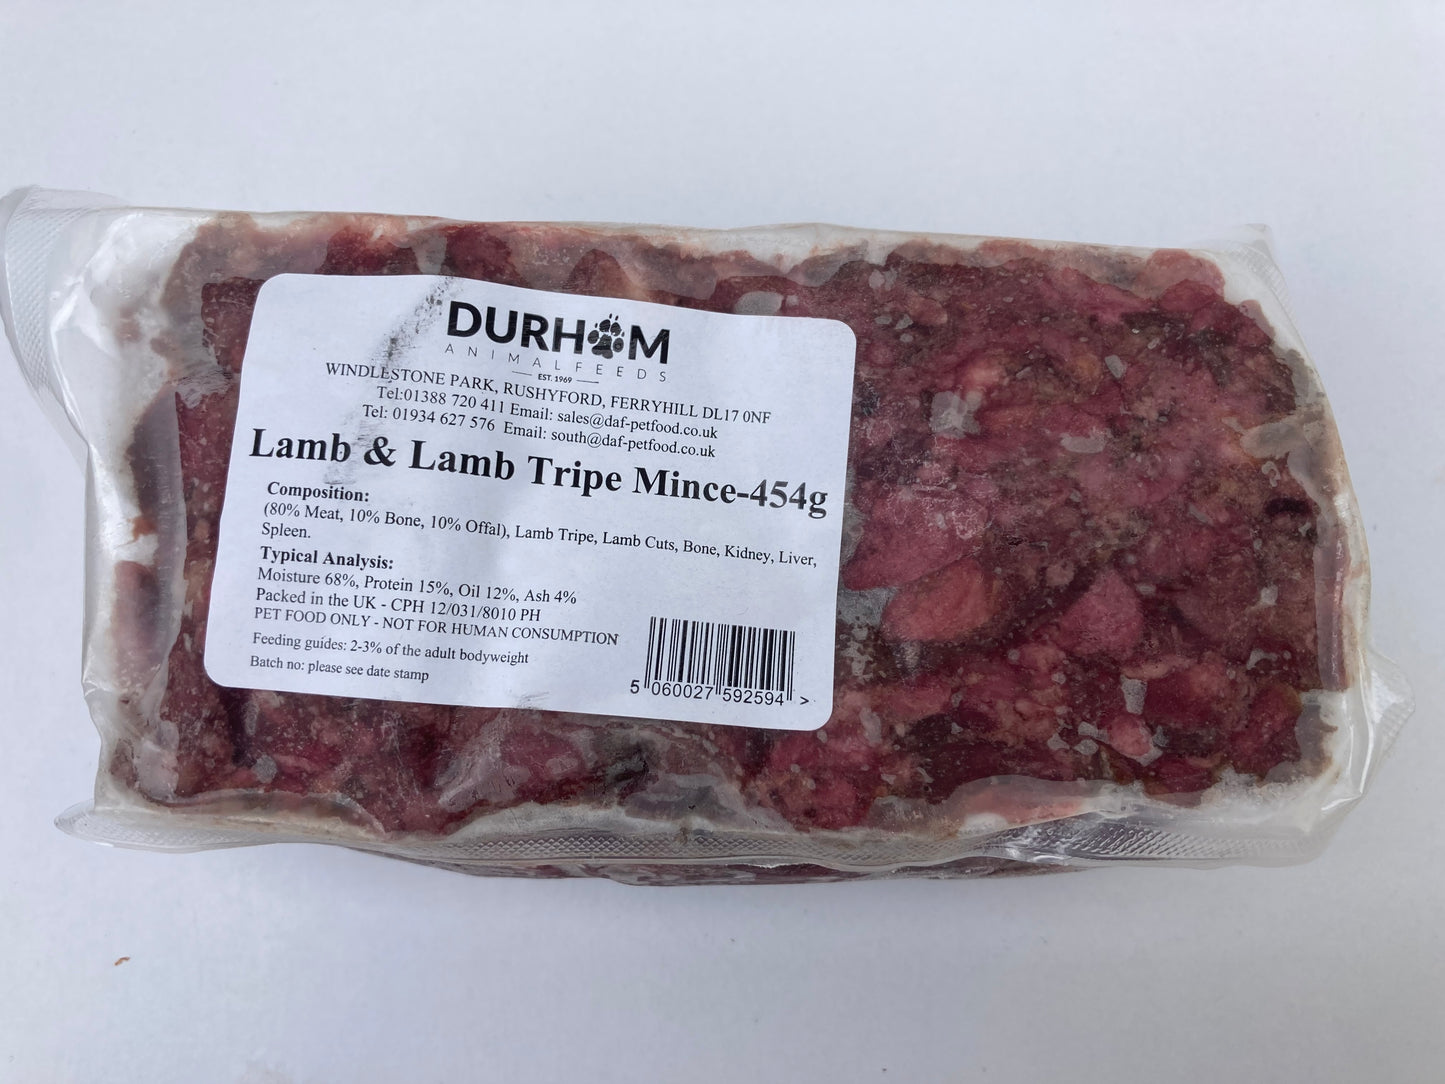 DURHAM
ANIMAL FEEDS
EST. 1969
WINDLESTONE PARK, RUSHYFORD, FERRYHILL DL17 0NF
Tel:01388 720 411 Email: sales@daf-petfood.co.uk
Tel: 01934 627 576 Email: south@daf-petfood.co.uk
Lamb & Lamb Tripe Mince-454g
Composition:
(80% Meat, 10% Bone, 10% Offal), Lamb Tripe, Lamb Cuts, Bone, Kidney, Liver,
Spleen.
Typical Analysis:
Moisture 68%, Protein 15%, Oil 12%, Ash 4%
Packed in the UK - CPH 12/031/8010 PH
PET FOOD ONLY - NOT FOR HUMAN CONSUMPTION
Feeding guides: 2-3% of the adult bodyweight
Batch no: please see date stamp
5 060027 592594 >